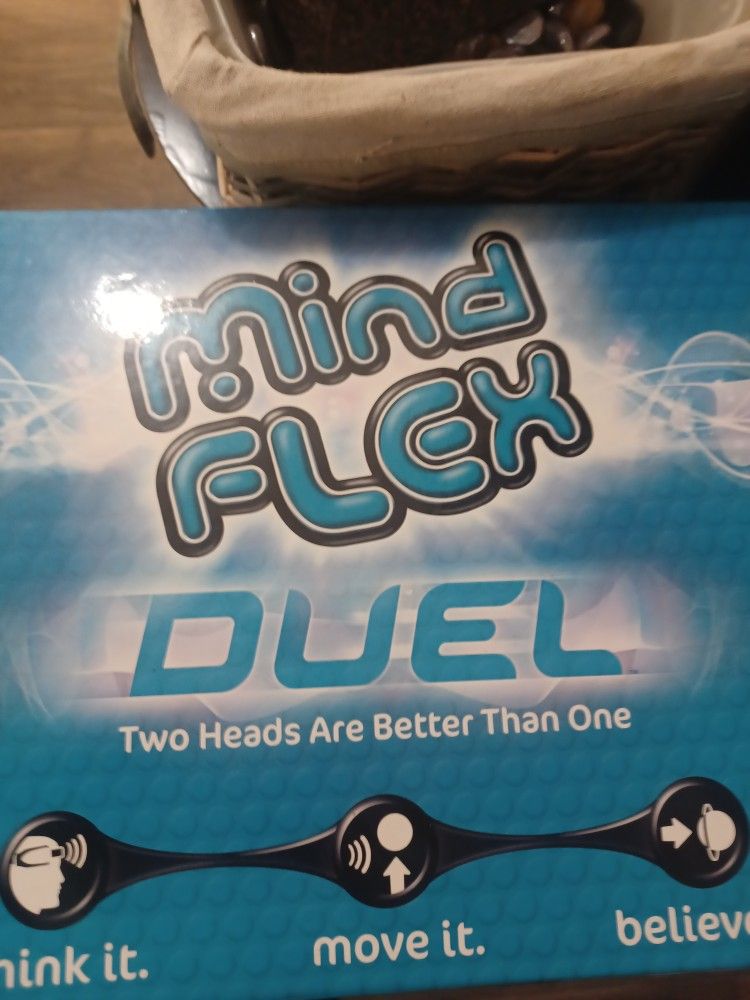 mind
FLEX
DUEL
Two Heads Are Better Than One
hink it.
move it.
believe